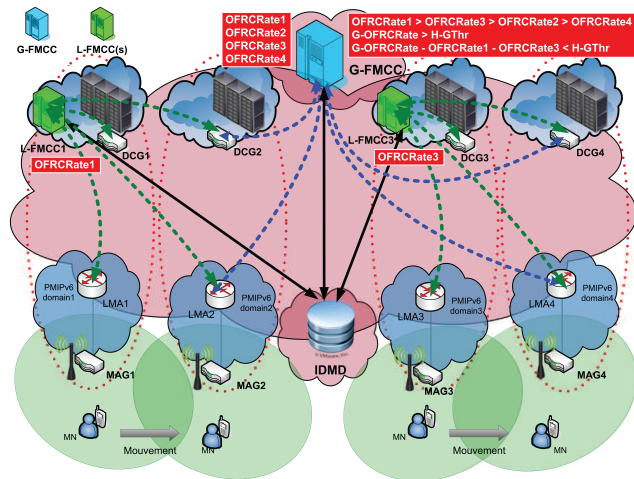 OFRCRate1
OFRCRate2
OFRCRate3
OFRCRate4
OFRCRate1 > OFRCRate3 > OFRCRate2 > OFRCRate4
G-OFRCRate > H-GThr
G-OFRCRate - OFRCRate1 - OFRCRate3 < H-GThr
G-FMCC
L-FMCC(s)
G-FMCC
L-FMCC1
DCG1
DCG2
L-FMCC3
DCG3
DCG4
OFRCRate1
OFRCRate3
PMIPv6
domain1
LMA1
LMA2
PMIPv6
domain2
LMA3
PMIPv6
domain3
LMA4
PMIPv6
domain4
© VMware, Inc.
IDMD
MAG1
MAG2
MAG3
MAG4
MN
Mouvement
MN
MN
Mouvement
MN